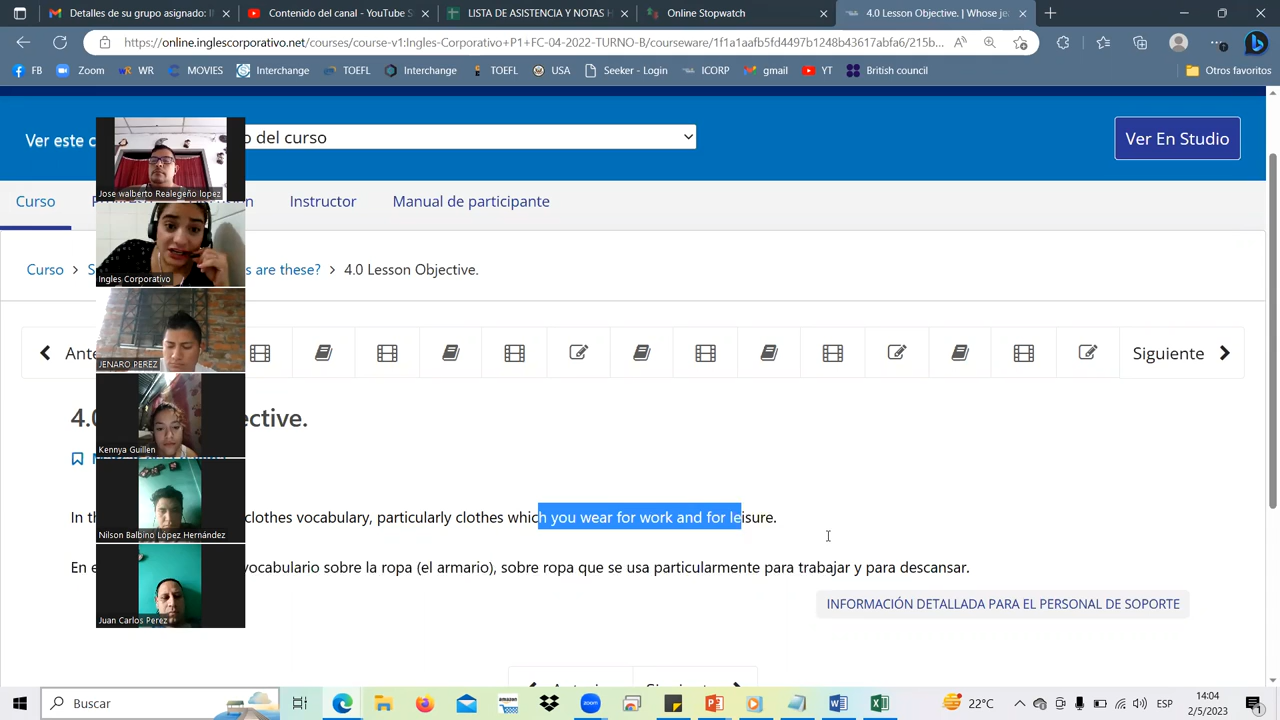 Detalles de su asignado: I
Contenido del canal - YouTube S
LISTA DE ASISTENCIA Y NOTAS H
Online Stopwatch
4.0 Lesson Objective. | Whose je
https://online.inglescorporativo.net/courses/course-v1:Ingles-Corporativo+P1+FC-04-2022-TURNO-B/courseware/1f1a1aafb5fd4497b1248b43617abfa6/215b...
FB
Zoom
WR
MOVIES
Interchange
TOEFL
Interchange
TOEFL
USA
Seeker - Login
ICORP
gmail
YT
British council
Otros favoritos
Ver este c
o del curso
Ver En Studio
Curso
Instructor
Manual de participante
Curso > S
s are these? > 4.0 Lesson Objective.
Ante
Siguiente
4.0
ective.
In th
clothes vocabulary, particularly clothes which you wear for work and for leisure.
En e
vocabulario sobre la ropa (el armario), sobre ropa que se usa particularmente para trabajar y para descansar.
INFORMACIÓN DETALLADA PARA EL PERSONAL DE SOPORTE
Jose walberto Realegeño lopez
Ingles Corporativo
JENARO PEREZ
Kennya Guillen
Nilson Balbino López Hernández
Juan Carlos Perez
Buscar
22°C
ESP
14:04
2/5/2023